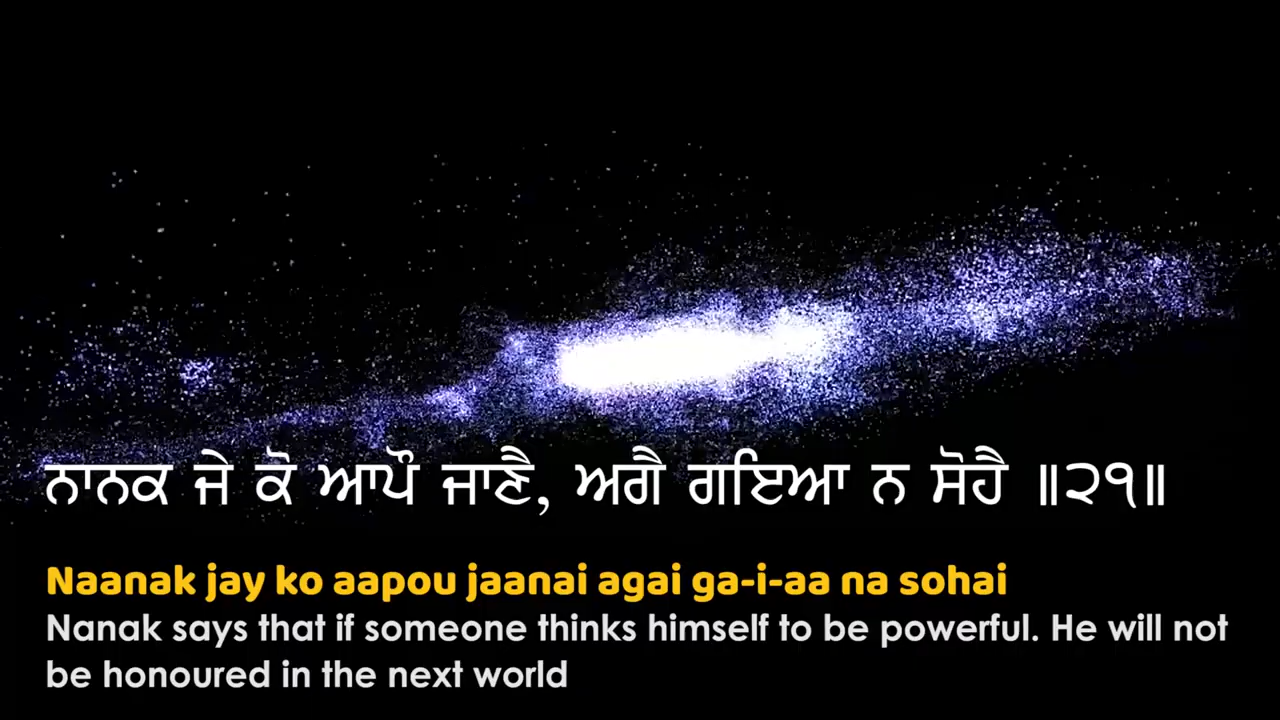 ਨਾਨਕ ਜੇ ਕੋ ਆਪੌ ਜਾਣੈ, ਅਗੈ ਗਇਆ ਨ ਸੋਹੈ ॥੨੧॥
Naanak jay ko aapou jaanai agai ga-i-aa na sohai
Nanak says that if someone thinks himself to be powerful. He will not
be honoured in the next world